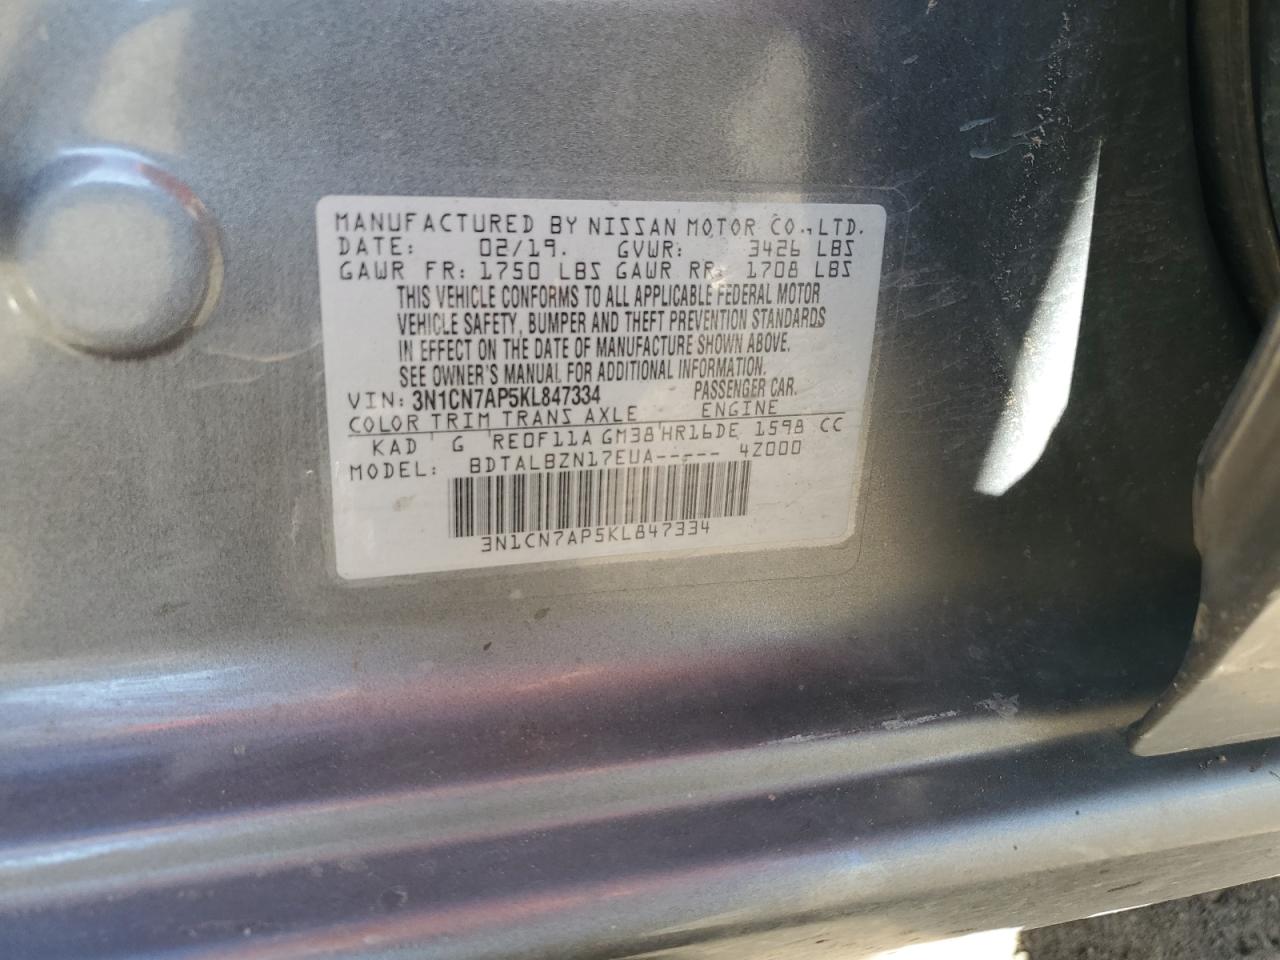 MANUFACTURED BY NISSAN MOTOR CO.,LTD.
DATE: 02/19. GVWR: 3426 LBS
GAWR FR: 1750 LBS GAWR RR: 1708 LBS
THIS VEHICLE CONFORMS TO ALL APPLICABLE FEDERAL MOTOR
VEHICLE SAFETY, BUMPER AND THEFT PREVENTION STANDARDS
IN EFFECT ON THE DATE OF MANUFACTURE SHOWN ABOVE.
SEE OWNER'S MANUAL FOR ADDITIONAL INFORMATION.
VIN: 3N1CN7AP5KL847334 PASSENGER CAR.
COLOR TRIM TRANS AXLE ENGINE
KAD G RE0F11A GM38 HR16DE 1598 CC
MODEL: BDTALBZN17EUA----- 4Z000
3N1CN7AP5KL847334